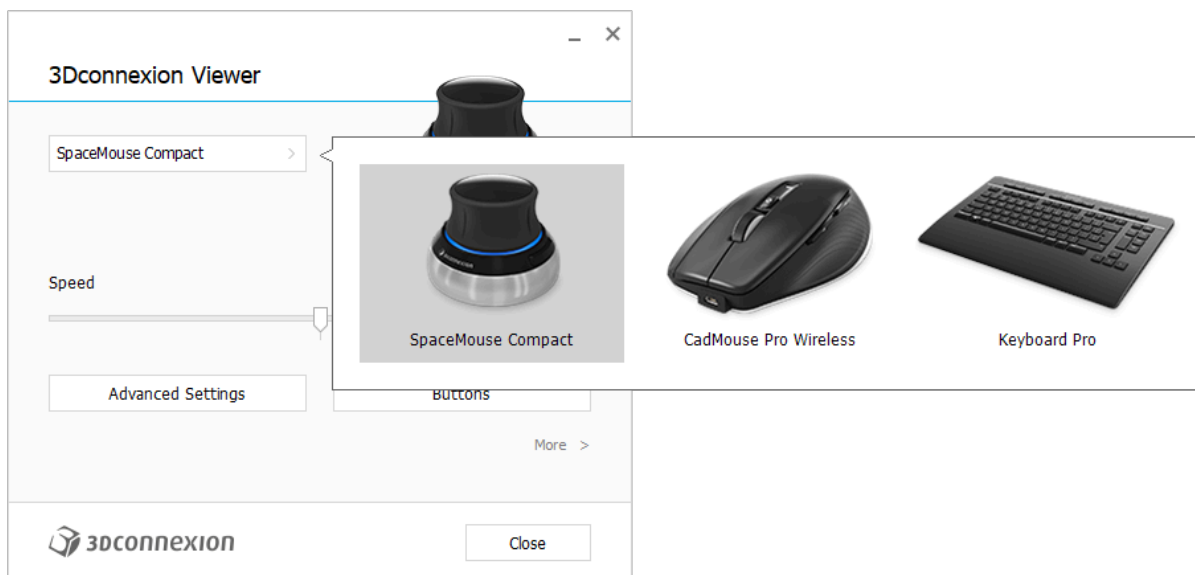 3Dconnexion Viewer
SpaceMouse Compact
Speed
SpaceMouse Compact
CadMouse Pro Wireless
Keyboard Pro
Advanced Settings
Buttons
More >
3Dconnexion
Close